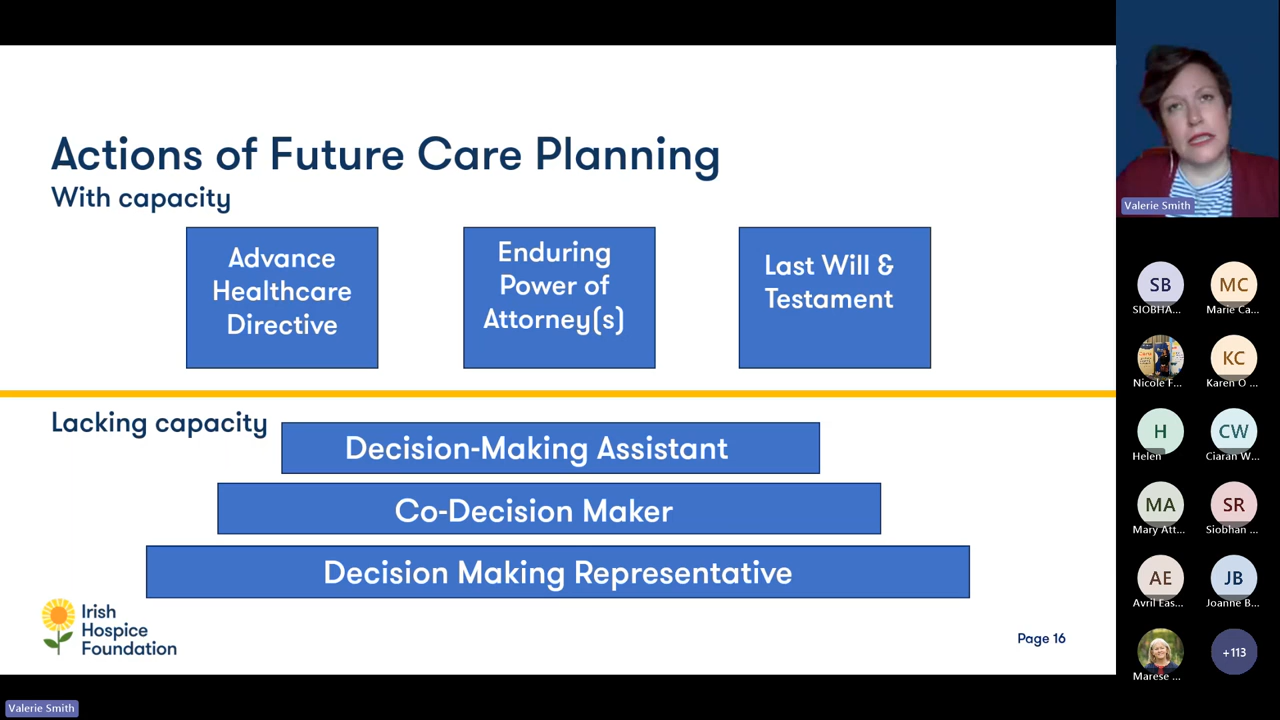 Actions of Future Care Planning
With capacity
Advance
Healthcare
Directive
Enduring
Power of
Attorney(s)
Last Will &
Testament
Lacking capacity
Decision-Making Assistant
Co-Decision Maker
Decision Making Representative
Irish
Hospice
Foundation
Page 16
Valerie Smith
SB
SIOBHA...
MC
Marie Ca...
Nicole F...
KC
Karen O ...
H
Helen
CW
Ciaran W...
MA
Mary Att...
SR
Siobhan ...
AE
Avril Eas...
JB
Joanne B...
Marese ...
+113
Valerie Smith